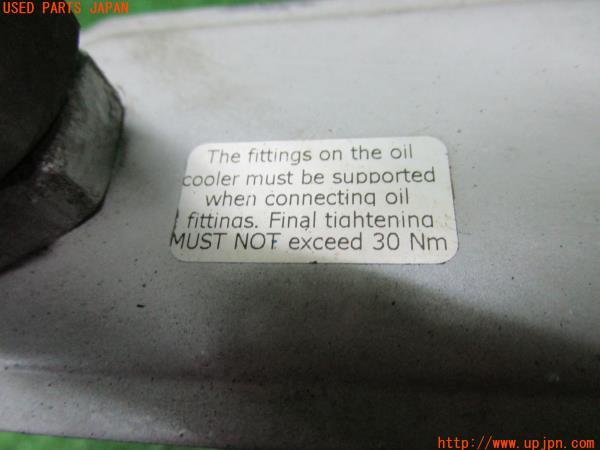 USED PARTS JAPAN
The fittings on the oil
cooler must be supported
when connecting oil
fittings. Final tightening
MUST NOT exceed 30 Nm
http://www.upjpn.com